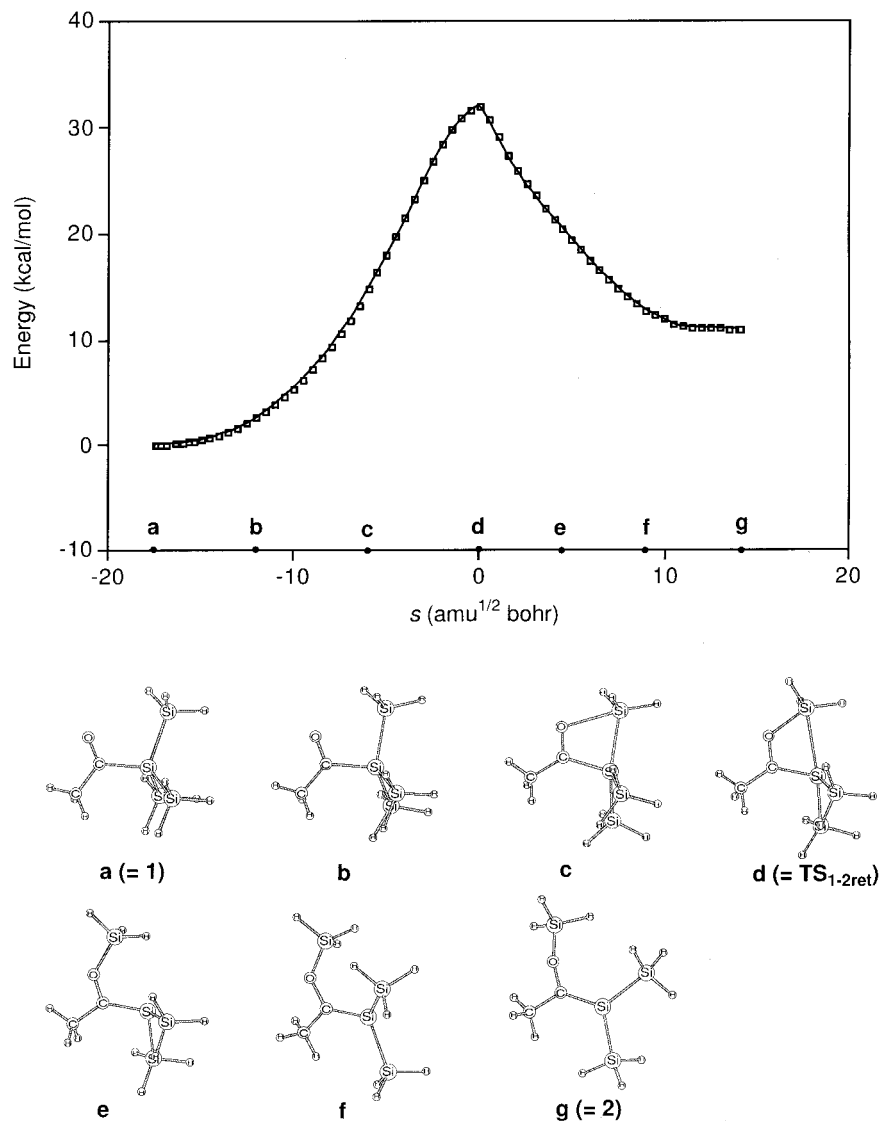 40
30
20
10
0
-10
Energy (kcal/mol)
a b c d e f g
-20 -10 0 10 20
s (amu1/2 bohr)
a (= 1) b c d (= TS1-2ret)
e f g (= 2)